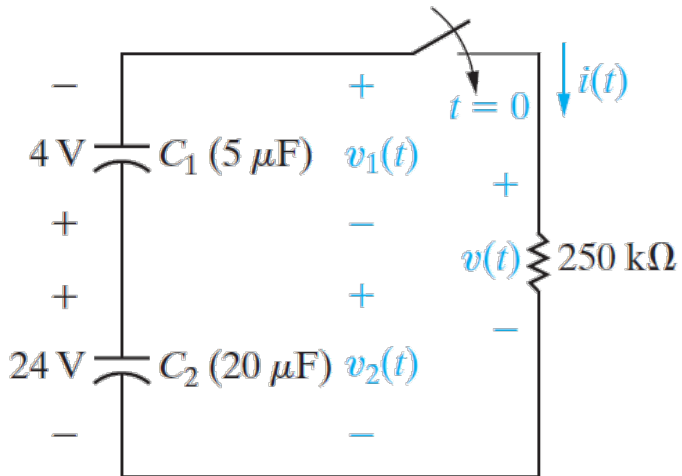 − + i(t)
t = 0
4 V C₁ (5 μF) v₁(t)
+
+ −
v(t) 250 kΩ
+ +
−
24 V C₂ (20 μF) v₂(t)
− −